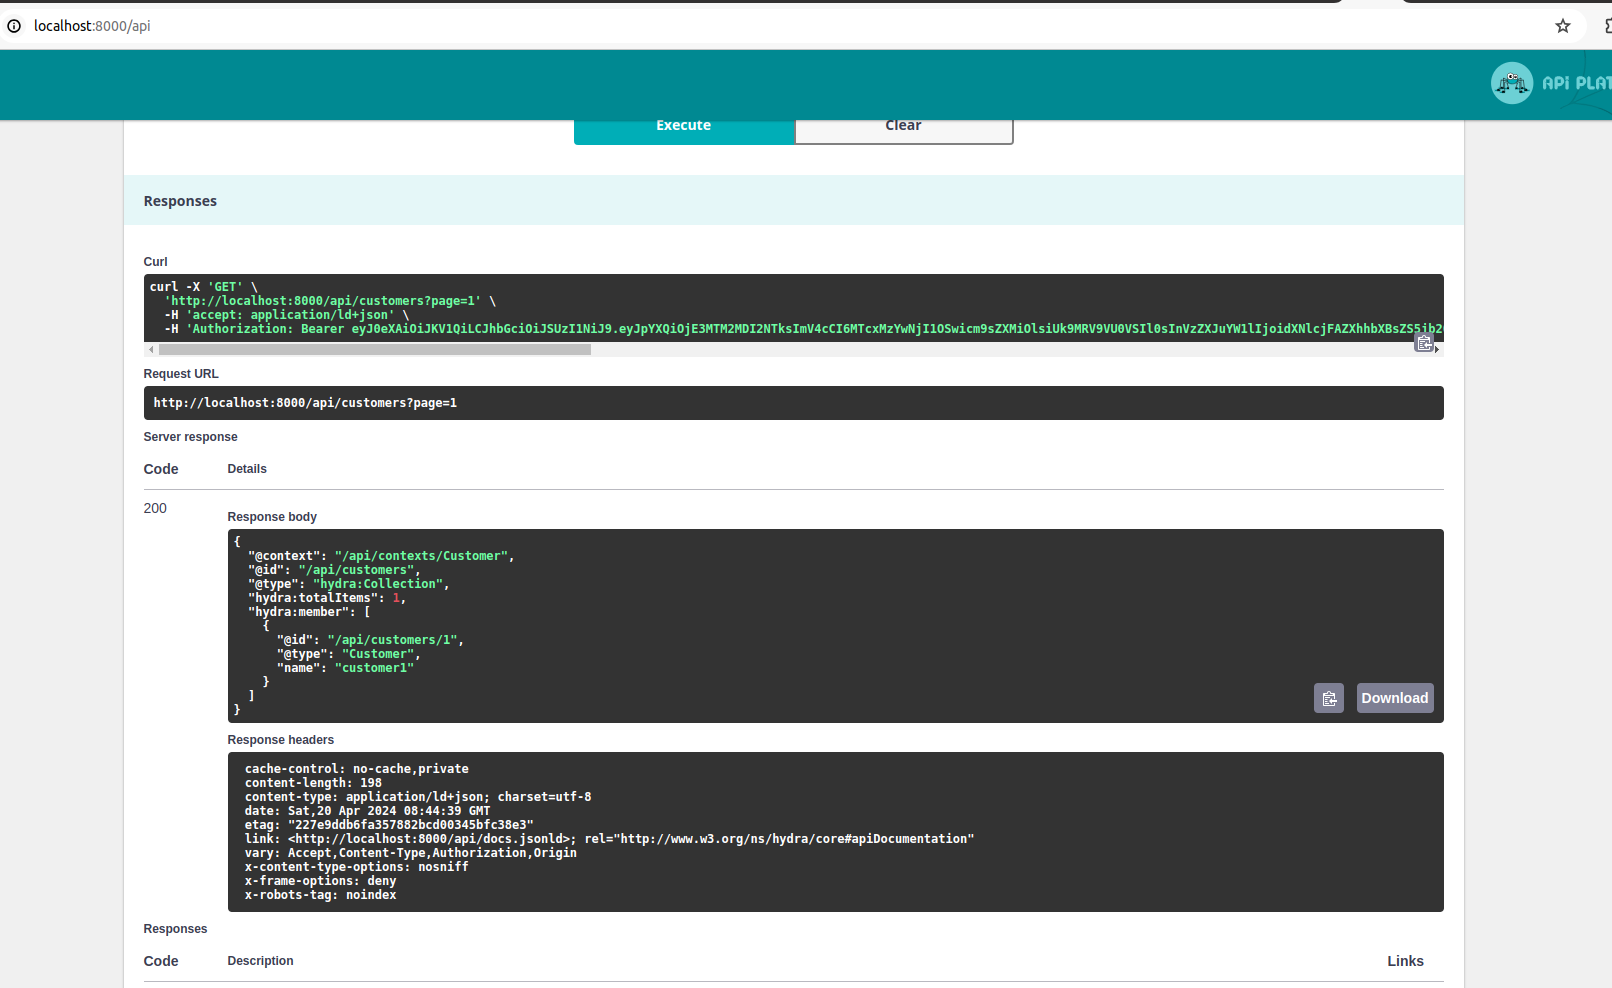 localhost:8000/api
API PLAT
Execute
Clear
Responses
Curl
curl -X 'GET' \
'http://localhost:8000/api/customers?page=1' \
-H 'accept: application/ld+json' \
-H 'Authorization: Bearer eyJ0eXAiOiJKV1QiLCJhbGciOiJSUzI1NiJ9.eyJpYXQiOjE3MTM2MDI2NTksImV4cCI6MTcxMzYwNjI1OSwicm9sZXMiOlsiUk9MRV9VU0VSIl0sInVzZXJuYW1lIjoidXNlcjFAZXhhbXBsZS5jb20
Request URL
http://localhost:8000/api/customers?page=1
Server response
Code Details
200
Response body
{
"@context": "/api/contexts/Customer",
"@id": "/api/customers",
"@type": "hydra:Collection",
"hydra:totalItems": 1,
"hydra:member": [
{
"@id": "/api/customers/1",
"@type": "Customer",
"name": "customer1"
}
]
}
Download
Response headers
cache-control: no-cache,private
content-length: 198
content-type: application/ld+json; charset=utf-8
date: Sat,20 Apr 2024 08:44:39 GMT
etag: "227e9ddb6fa357882bcd00345bfc38e3"
link: <http://localhost:8000/api/docs.jsonld>; rel="http://www.w3.org/ns/hydra/core#apiDocumentation"
vary: Accept,Content-Type,Authorization,Origin
x-content-type-options: nosniff
x-frame-options: deny
x-robots-tag: noindex
Responses
Code Description Links